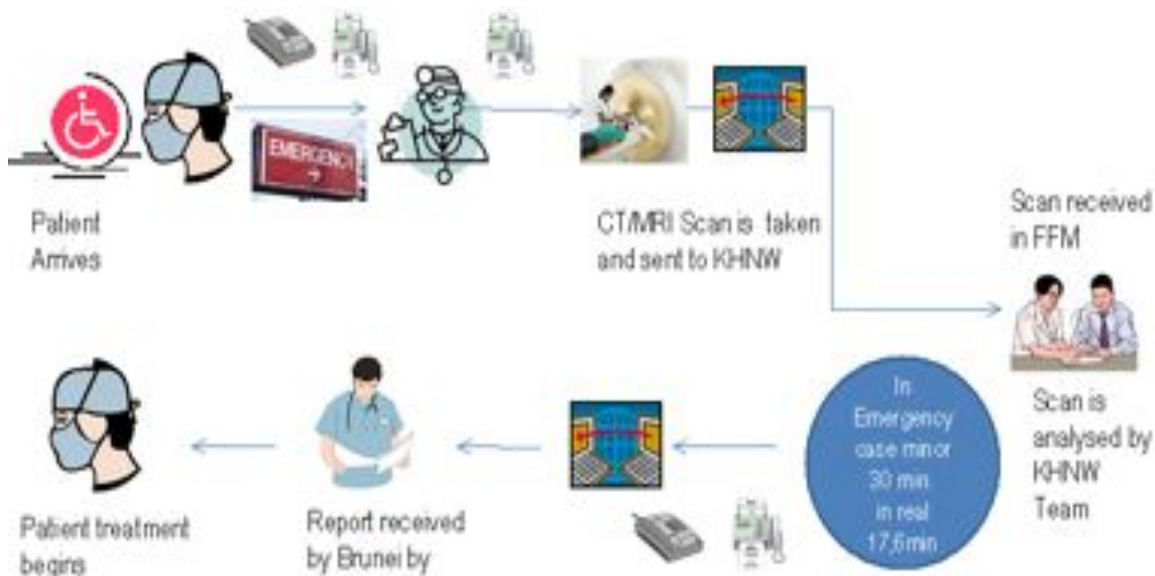 EMERGENCY
Patient
Arrives
CT/MRI Scan is taken
and sent to KHNW
Scan received
in FFM
Scan is
analysed by
KHNW
Team
In
Emergency
case minor
30 min
in real
17,6min
Report received
by Brunei by
Patient treatment
begins